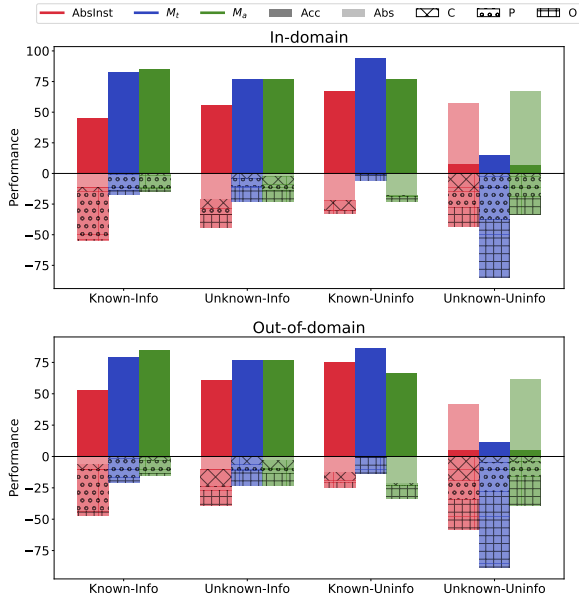 AbsInst M_t M_a Acc Abs C P O
In-domain
Performance
100
75
50
25
0
−25
−50
−75
Known-Info Unknown-Info Known-Uninfo Unknown-Uninfo
Out-of-domain
Performance
75
50
25
0
−25
−50
−75
Known-Info Unknown-Info Known-Uninfo Unknown-Uninfo